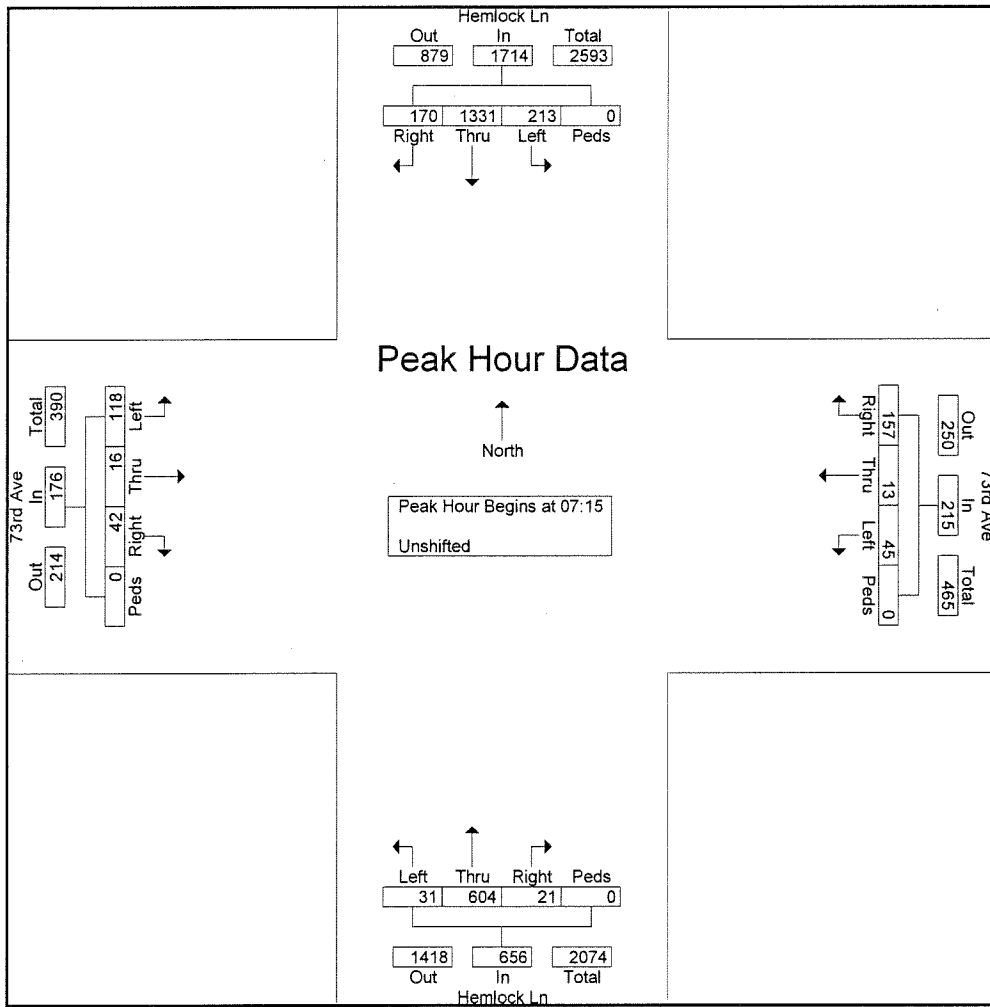 Hemlock Ln
Out In Total
879 1714 2593
170 1331 213 0
Right Thru Left Peds
Peak Hour Data
North
Peak Hour Begins at 07:15
Unshifted
73rd Ave
Total In Out
390 176 214
118 16 42 0
Left Thru Right Peds
Right Thru Left Peds
157 13 45 0
Out In Total
250 215 465
73rd Ave
Left Thru Right Peds
31 604 21 0
1418 656 2074
Out In Total
Hemlock Ln